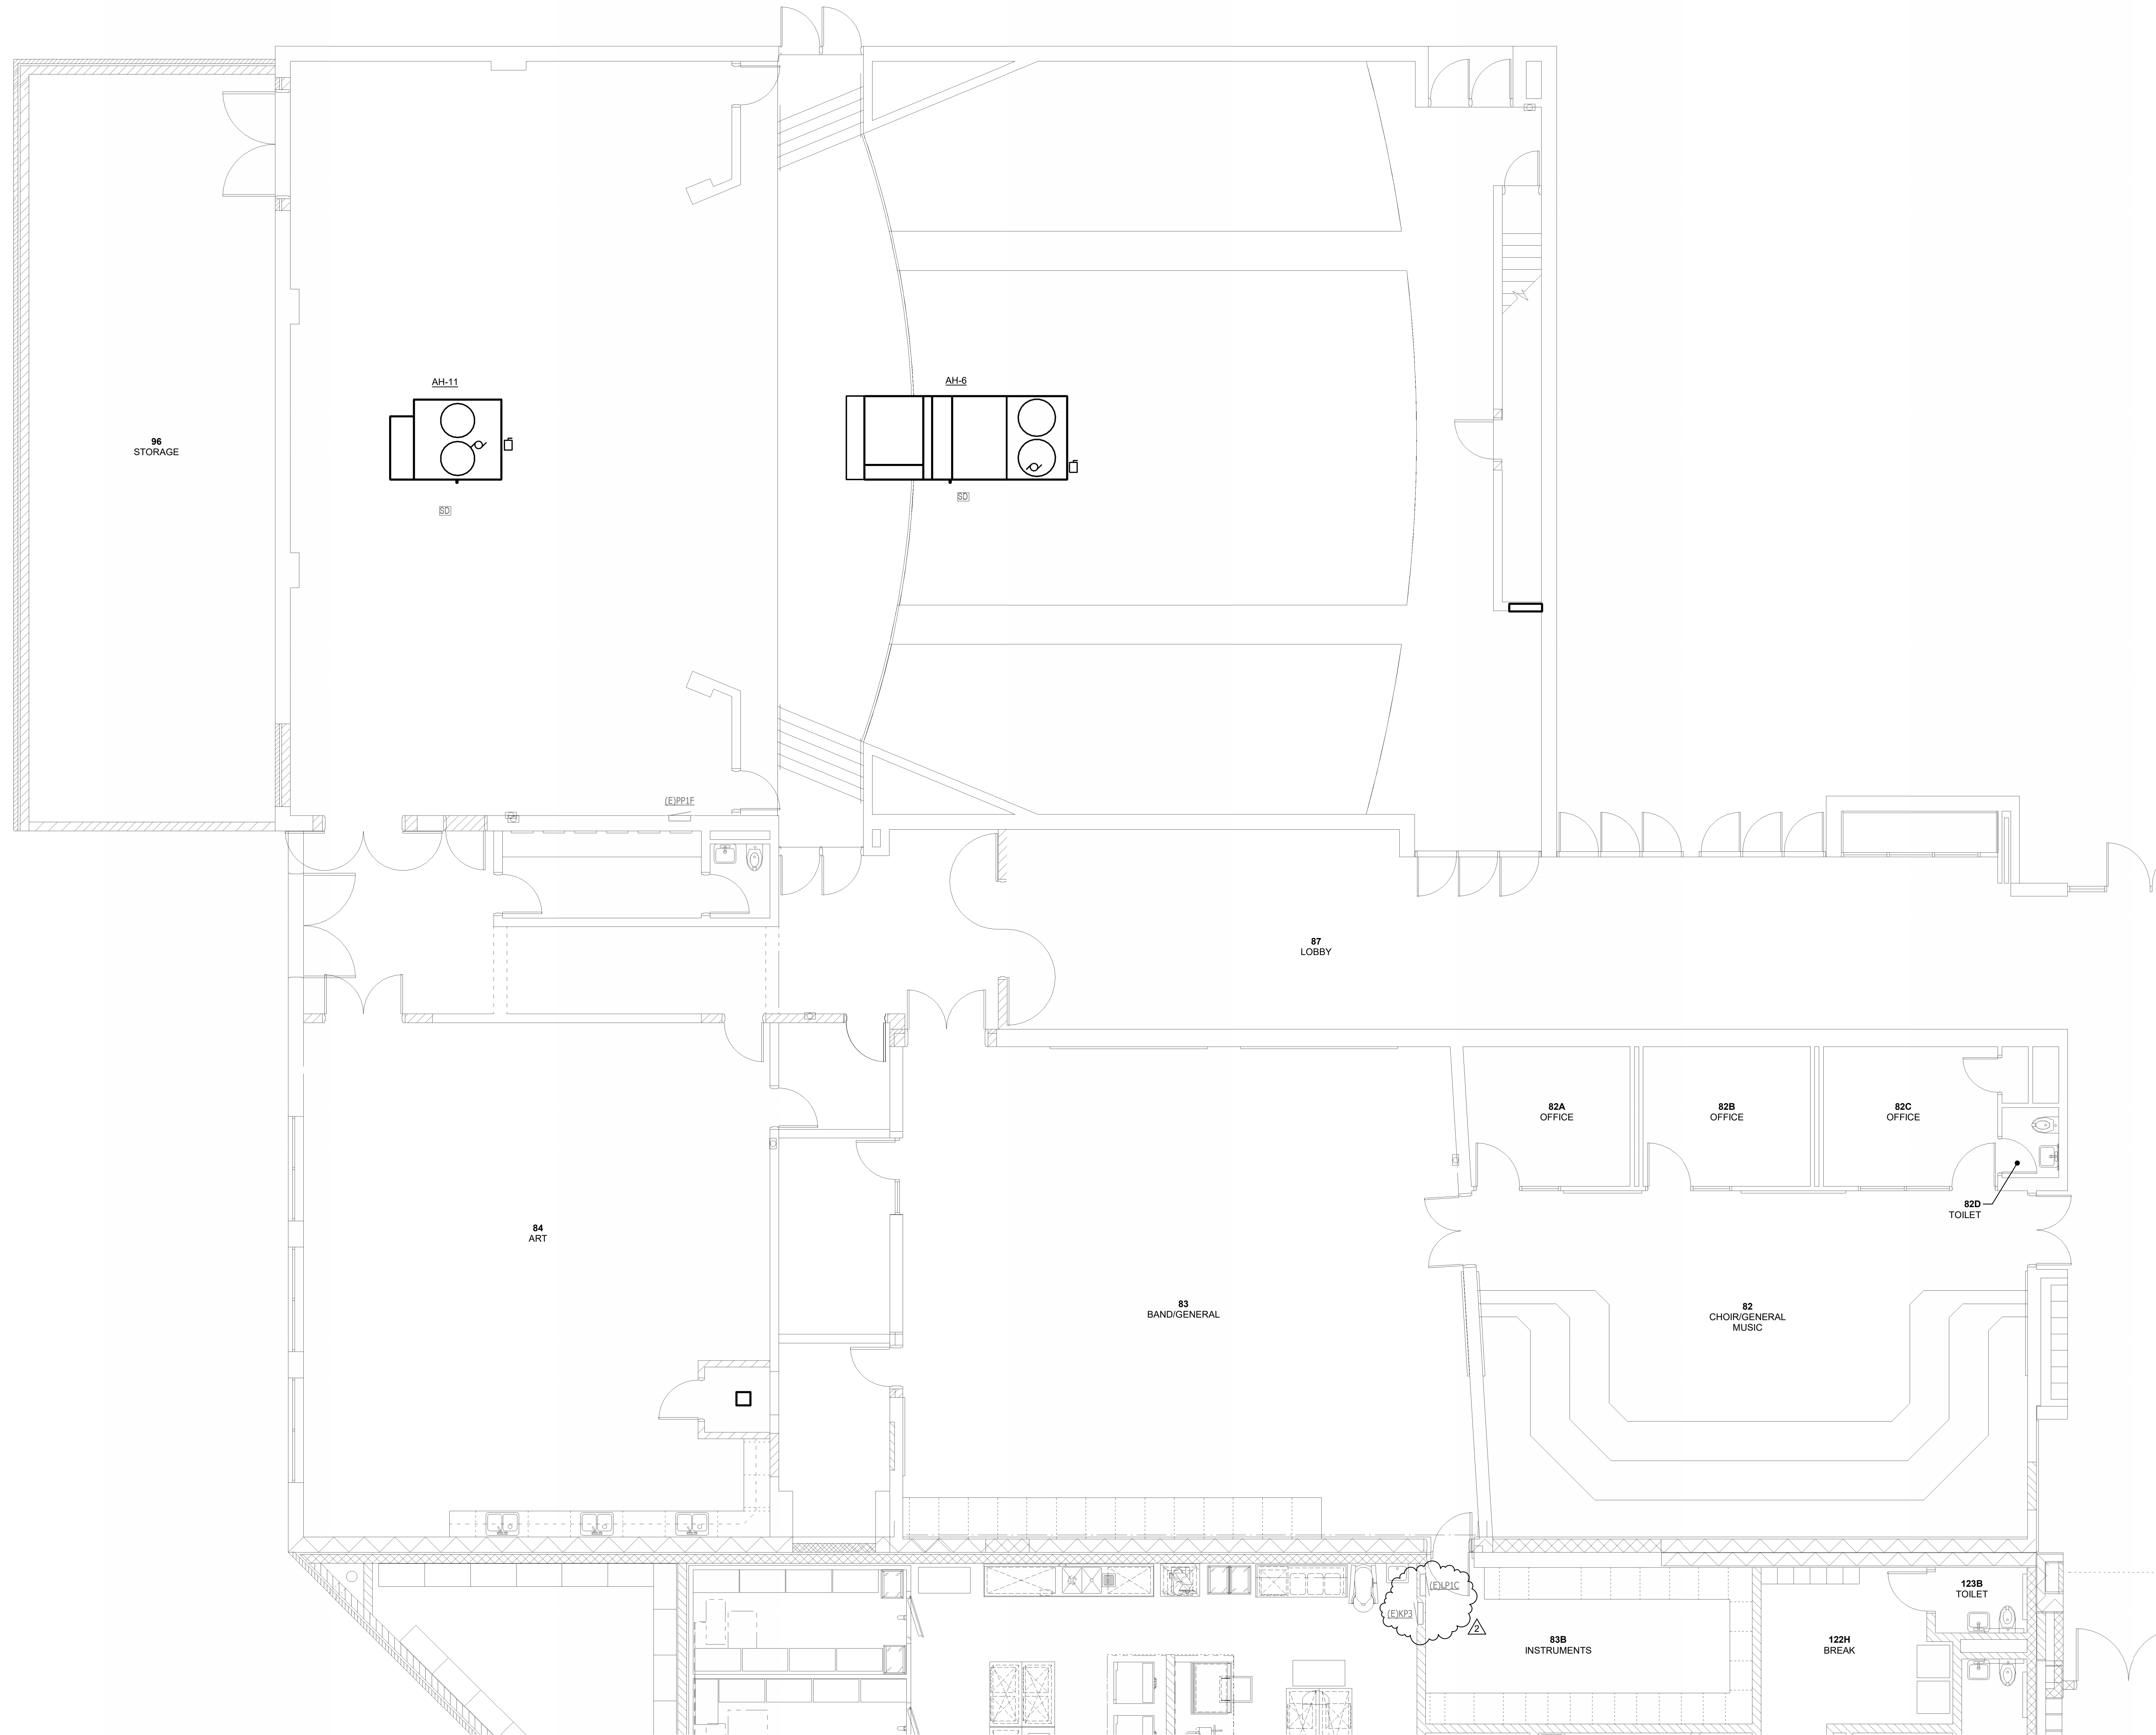 AH-11
AH-6
96
STORAGE
SD
SD
(E)PP1F
87
LOBBY
82A
OFFICE
82B
OFFICE
82C
OFFICE
82D
TOILET
84
ART
83
BAND/GENERAL
82
CHOIR/GENERAL
MUSIC
(E)LP1C
(E)KP3
2
123B
TOILET
83B
INSTRUMENTS
122H
BREAK